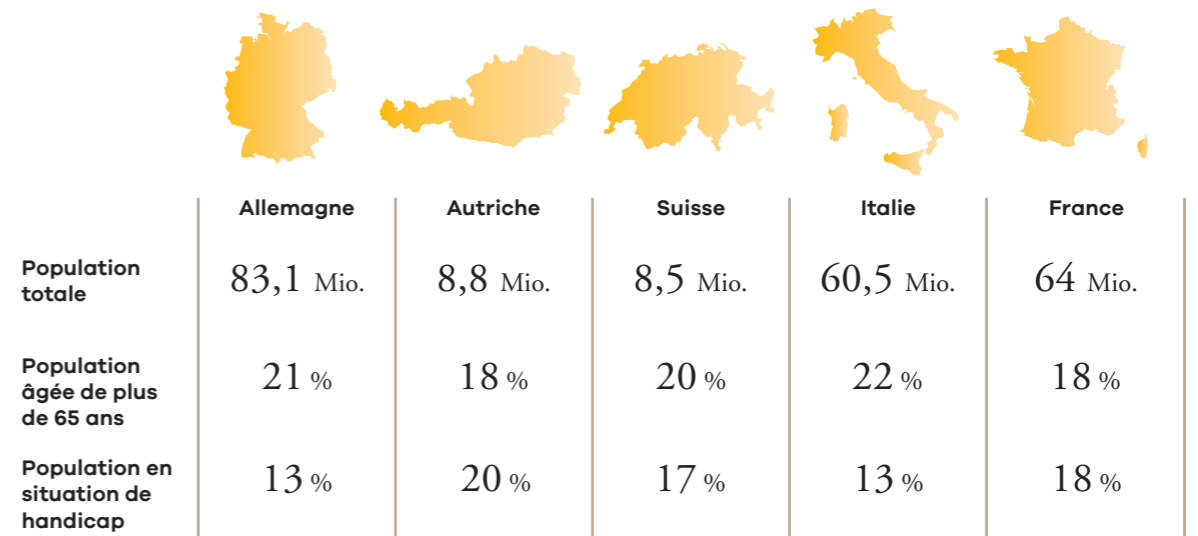 Allemagne Autriche Suisse Italie France
Population
totale
83,1 Mio. 8,8 Mio. 8,5 Mio. 60,5 Mio. 64 Mio.
Population
âgée de plus
de 65 ans
21 % 18 % 20 % 22 % 18 %
Population en
situation de
handicap
13 % 20 % 17 % 13 % 18 %